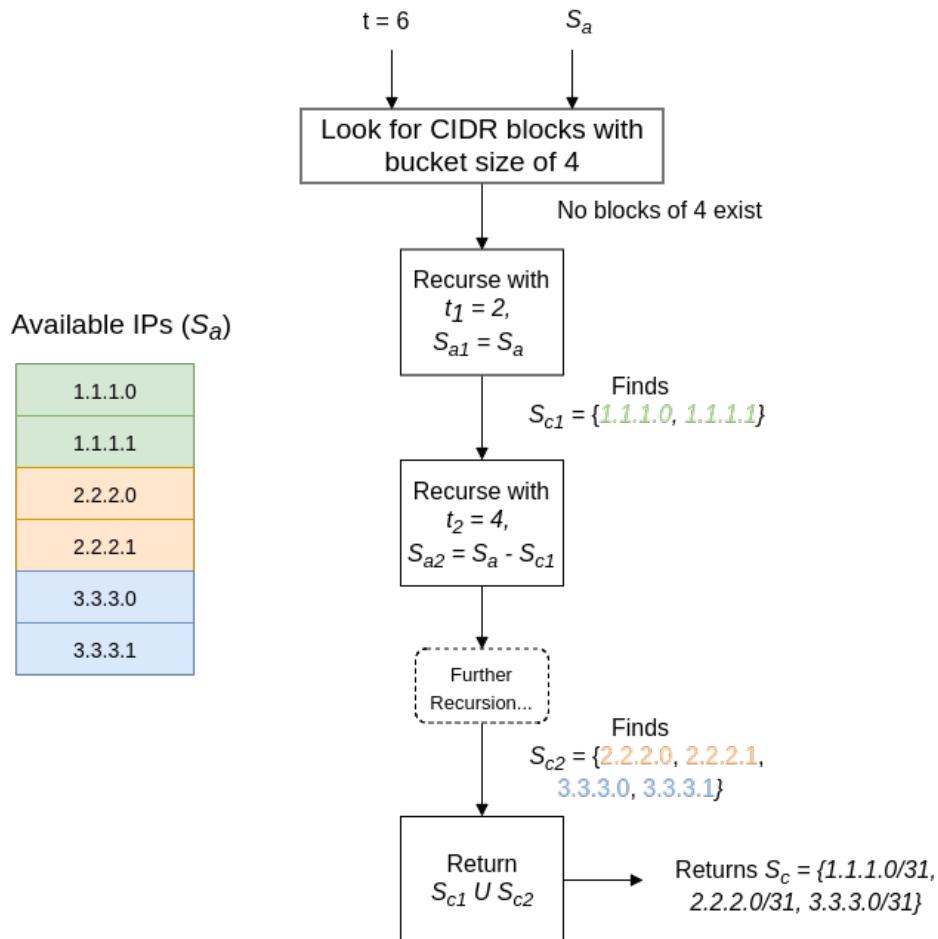 t = 6
Sa
Look for CIDR blocks with
bucket size of 4
No blocks of 4 exist
Recurse with
t1 = 2,
Sa1 = Sa
Available IPs (Sa)
1.1.1.0
1.1.1.1
2.2.2.0
2.2.2.1
3.3.3.0
3.3.3.1
Finds
Sc1 = {1.1.1.0, 1.1.1.1}
Recurse with
t2 = 4,
Sa2 = Sa - Sc1
Further
Recursion...
Finds
Sc2 = {2.2.2.0, 2.2.2.1,
3.3.3.0, 3.3.3.1}
Return
Sc1 U Sc2
Returns Sc = {1.1.1.0/31,
2.2.2.0/31, 3.3.3.0/31}